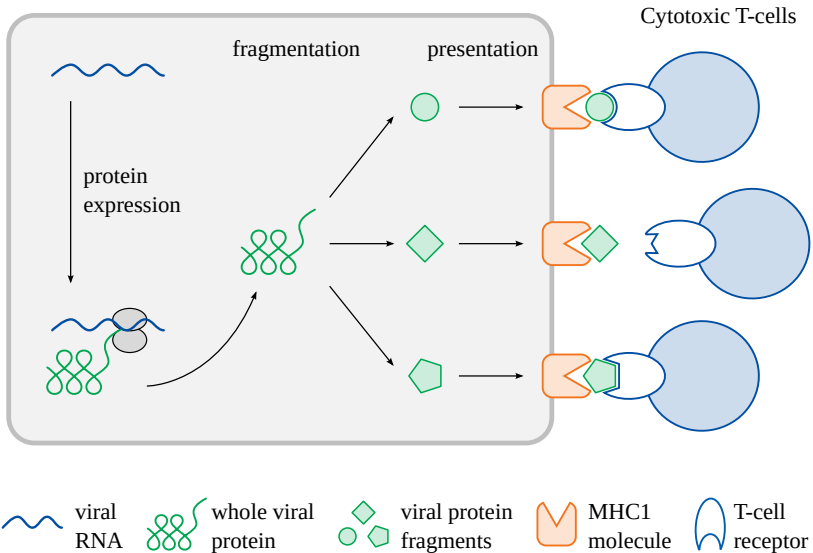 Cytotoxic T-cells
fragmentation
presentation
protein
expression
viral
RNA
whole viral
protein
viral protein
fragments
MHC1
molecule
T-cell
receptor